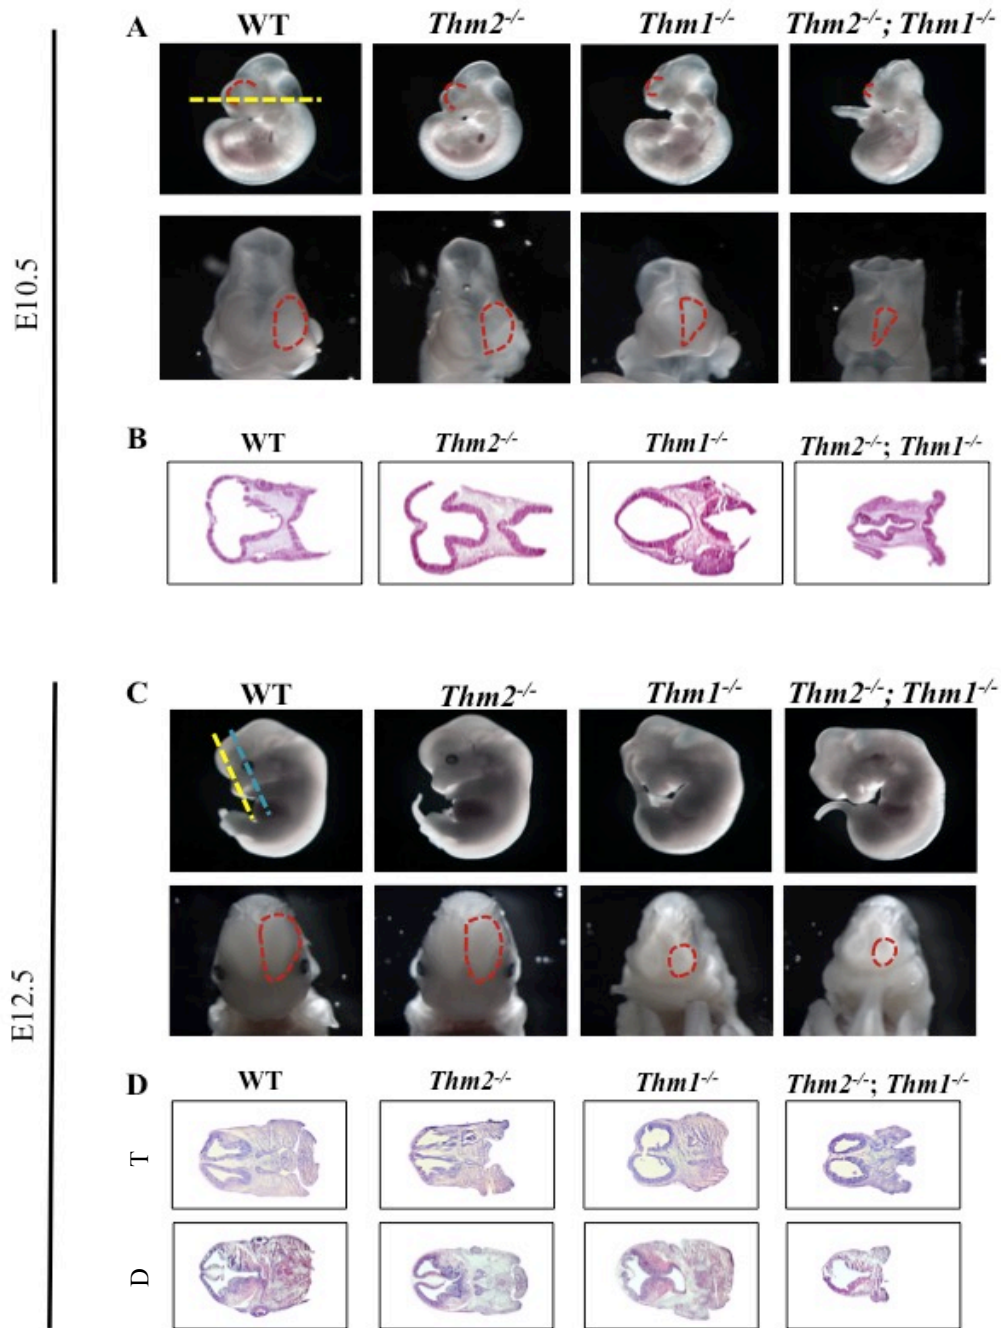 A WT Thm2-/- Thm1-/- Thm2-/-; Thm1-/-
E10.5
B WT Thm2-/- Thm1-/- Thm2-/-; Thm1-/-
C WT Thm2-/- Thm1-/- Thm2-/-; Thm1-/-
E12.5
D WT Thm2-/- Thm1-/- Thm2-/-; Thm1-/-
T
D